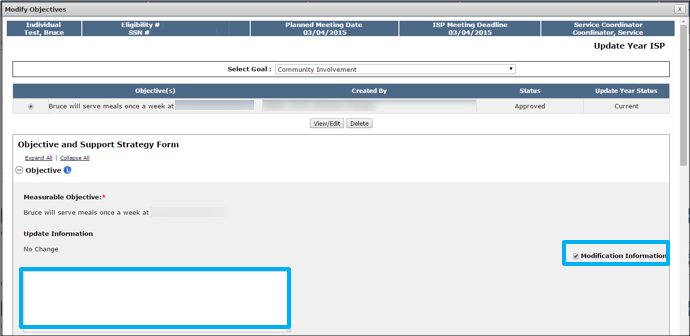 Modify Objectives
x
Individual Eligibility # Planned Meeting Date ISP Meeting Deadline Service Coordinator
Test, Bruce SSN # 03/04/2015 03/04/2015 Coordinator, Service
Update Year ISP
Select Goal : Community Involvement
Objective(s) Created By Status Update Year Status
Bruce will serve meals once a week at Approved Current
View/Edit Delete
Objective and Support Strategy Form
Expand All | Collapse All
Objective i
Measurable Objective:*
Bruce will serve meals once a week at
Update Information
No Change
Modification Information